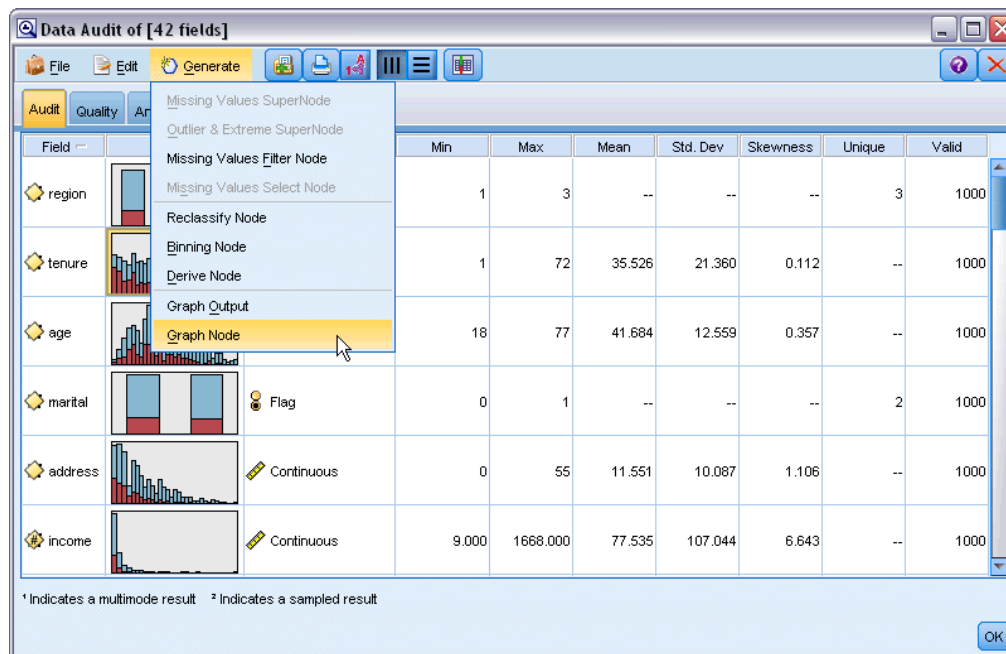 Data Audit of [42 fields]
File Edit Generate
Audit Quality An
Missing Values SuperNode
Outlier & Extreme SuperNode
Missing Values Filter Node
Missing Values Select Node
Reclassify Node
Binning Node
Derive Node
Graph Output
Graph Node
Field Min Max Mean Std. Dev Skewness Unique Valid
region 1 3 -- -- -- 3 1000
tenure 1 72 35.526 21.360 0.112 -- 1000
age 18 77 41.684 12.559 0.357 -- 1000
marital Flag 0 1 -- -- -- 2 1000
address Continuous 0 55 11.551 10.087 1.106 -- 1000
income Continuous 9.000 1668.000 77.535 107.044 6.643 -- 1000
¹ Indicates a multimode result ² Indicates a sampled result
OK